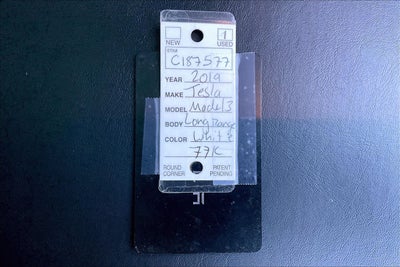 NEW 1 USED
C187577
YEAR 2019
MAKE Tesla
MODEL Model 3
BODY Long Range
COLOR White
77K
ROUND CORNER PATENT PENDING